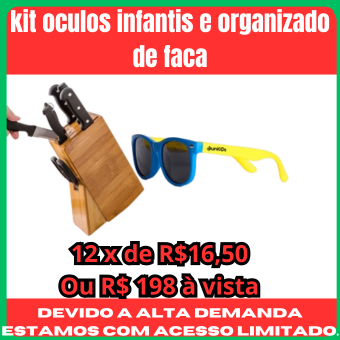 kit oculos infantis e organizado
de faca
12 x de R$16,50
Ou R$ 198 à vista
DEVIDO A ALTA DEMANDA
ESTAMOS COM ACESSO LIMITADO.